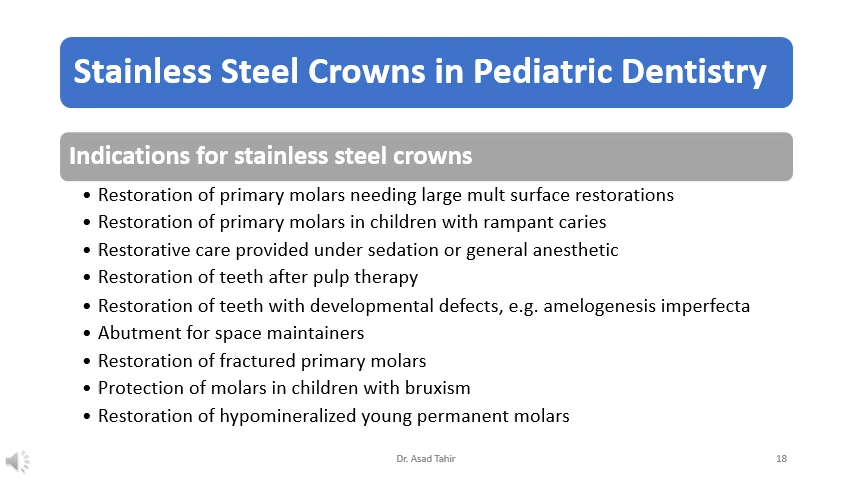 Stainless Steel Crowns in Pediatric Dentistry
Indications for stainless steel crowns
• Restoration of primary molars needing large mult surface restorations
• Restoration of primary molars in children with rampant caries
• Restorative care provided under sedation or general anesthetic
• Restoration of teeth after pulp therapy
• Restoration of teeth with developmental defects, e.g. amelogenesis imperfecta
• Abutment for space maintainers
• Restoration of fractured primary molars
• Protection of molars in children with bruxism
• Restoration of hypomineralized young permanent molars
Dr. Asad Tahir
18